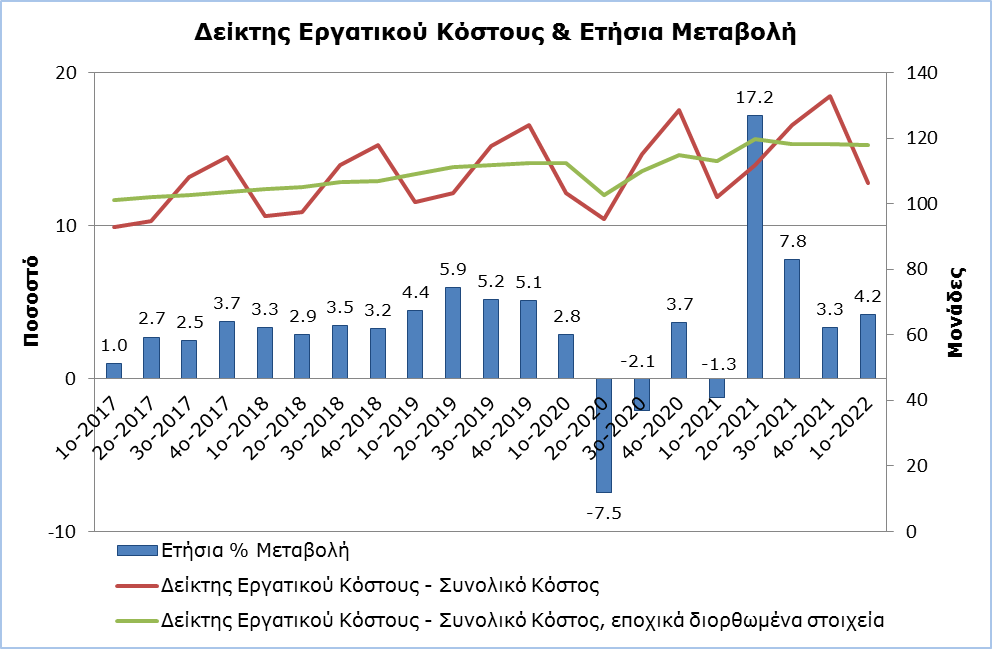 Δείκτης Εργατικού Κόστους & Ετήσια Μεταβολή
Ποσοστό
20
10
0
-10
1.0
2.7
2.5
3.7
3.3
2.9
3.5
3.2
4.4
5.9
5.2
5.1
2.8
-7.5
-2.1
3.7
-1.3
17.2
7.8
3.3
4.2
1ο-2017
2ο-2017
3ο-2017
4ο-2017
1ο-2018
2ο-2018
3ο-2018
4ο-2018
1ο-2019
2ο-2019
3ο-2019
4ο-2019
1ο-2020
2ο-2020
3ο-2020
4ο-2020
1ο-2021
2ο-2021
3ο-2021
4ο-2021
1ο-2022
140
120
100
80
60
40
20
0
Μονάδες
Ετήσια % Μεταβολή
Δείκτης Εργατικού Κόστους - Συνολικό Κόστος
Δείκτης Εργατικού Κόστους - Συνολικό Κόστος, εποχικά διορθωμένα στοιχεία